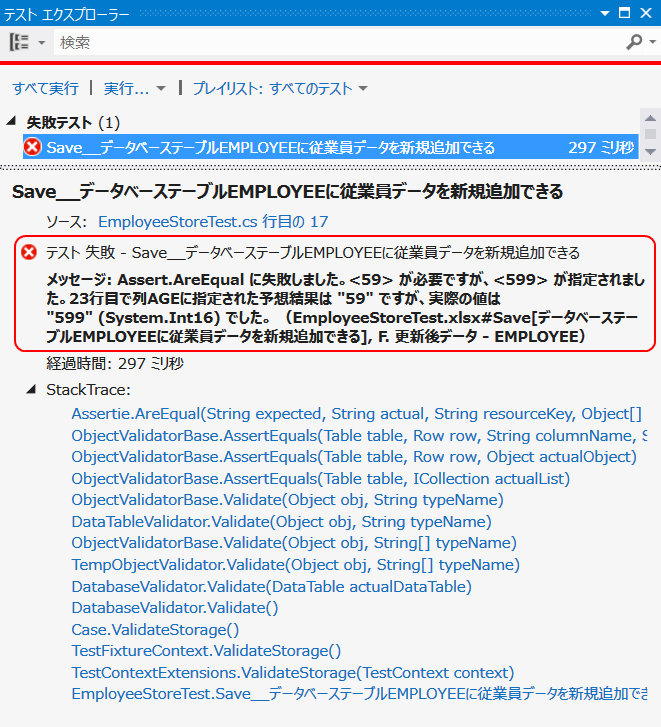 テスト エクスプローラー
検索
すべて実行 | 実行... | プレイリスト: すべてのテスト
失敗テスト (1)
Save__データベーステーブルEMPLOYEEに従業員データを新規追加できる 297 ミリ秒
Save__データベーステーブルEMPLOYEEに従業員データを新規追加できる
ソース: EmployeeStoreTest.cs 行目の 17
テスト 失敗 - Save__データベーステーブルEMPLOYEEに従業員データを新規追加できる
メッセージ: Assert.AreEqual に失敗しました。<59> が必要ですが、<599> が指定されまし
た。23行目で列AGEに指定された予想結果は "59" ですが、実際の値は
"599" (System.Int16) でした。（EmployeeStoreTest.xlsx#Save[データベーステー
ブルEMPLOYEEに従業員データを新規追加できる], F. 更新後データ - EMPLOYEE）
経過時間: 297 ミリ秒
StackTrace:
Assertie.AreEqual(String expected, String actual, String resourceKey, Object[]
ObjectValidatorBase.AssertEquals(Table table, Row row, String columnName, S
ObjectValidatorBase.AssertEquals(Table table, Row row, Object actualObject)
ObjectValidatorBase.AssertEquals(Table table, ICollection actualList)
ObjectValidatorBase.Validate(Object obj, String typeName)
DataTableValidator.Validate(Object obj, String typeName)
ObjectValidatorBase.Validate(Object obj, String[] typeName)
TempObjectValidator.Validate(Object obj, String[] typeName)
DatabaseValidator.Validate(DataTable actualDataTable)
DatabaseValidator.Validate()
Case.ValidateStorage()
TestFixtureContext.ValidateStorage()
TestContextExtensions.ValidateStorage(TestContext context)
EmployeeStoreTest.Save__データベーステーブルEMPLOYEEに従業員データを新規追加でき